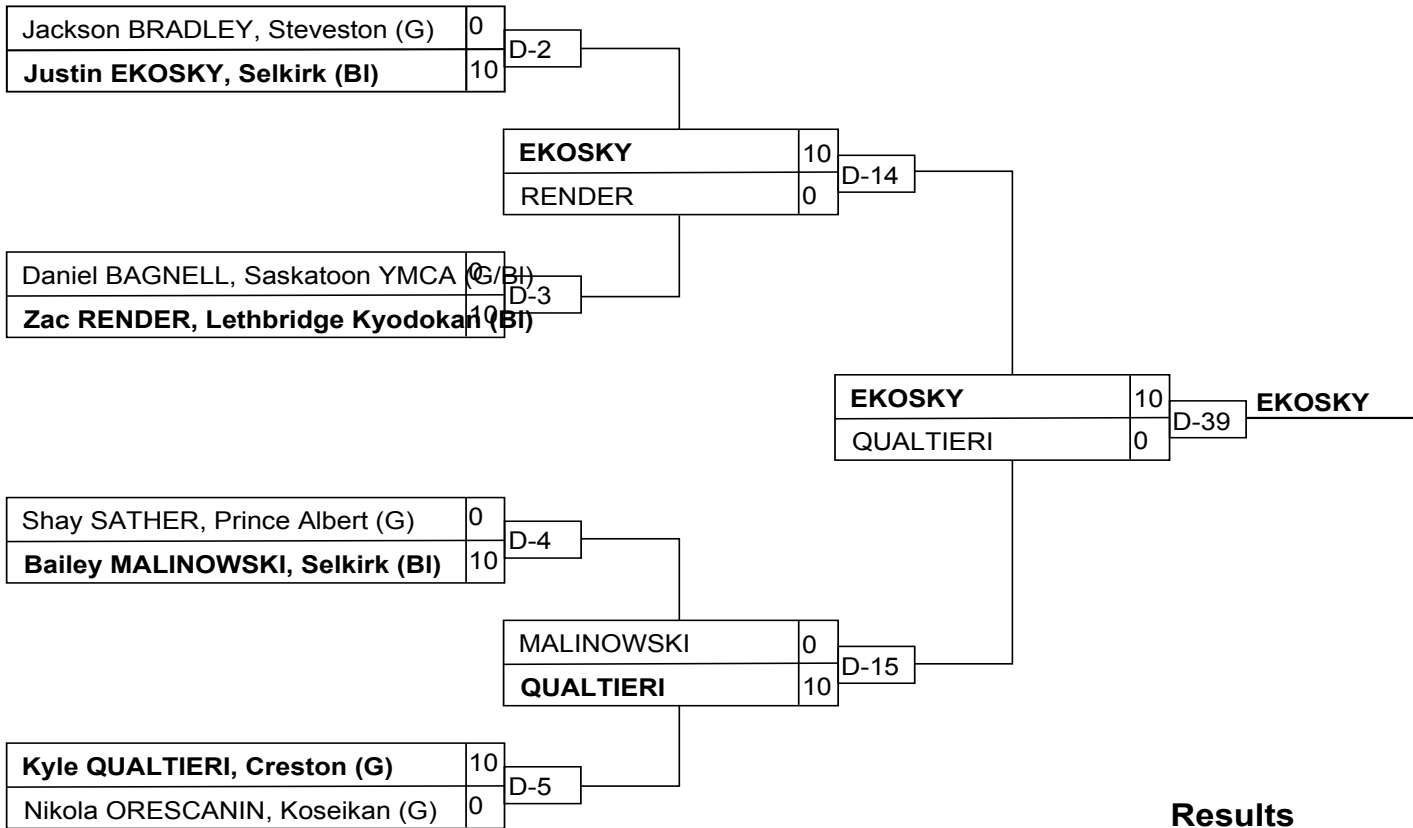 Jackson BRADLEY, Steveston (G) 0
D-2
Justin EKOSKY, Selkirk (Bl) 10
EKOSKY 10
D-14
RENDER 0
Daniel BAGNELL, Saskatoon YMCA (G/Bl) 0
D-3
Zac RENDER, Lethbridge Kyodokan (Bl) 10
EKOSKY 10
D-39
EKOSKY
QUALTIERI 0
Shay SATHER, Prince Albert (G) 0
D-4
Bailey MALINOWSKI, Selkirk (Bl) 10
MALINOWSKI 0
D-15
QUALTIERI 10
Kyle QUALTIERI, Creston (G) 10
D-5
Nikola ORESCANIN, Koseikan (G) 0
Results